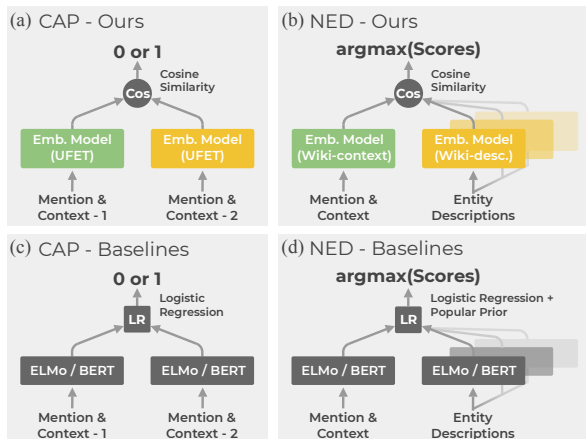 (a) CAP - Ours
0 or 1
Cosine
Similarity
Cos
Emb. Model
(UFET)
Emb. Model
(UFET)
Mention &
Context - 1
Mention &
Context - 2
(b) NED - Ours
argmax(Scores)
Cosine
Similarity
Cos
Emb. Model
(Wiki-context)
Emb. Model
(Wiki-desc.)
Mention &
Context
Entity
Descriptions
(c) CAP - Baselines
0 or 1
Logistic
Regression
LR
ELMo / BERT
ELMo / BERT
Mention &
Context - 1
Mention &
Context - 2
(d) NED - Baselines
argmax(Scores)
Logistic Regression +
Popular Prior
LR
ELMo / BERT
ELMo / BERT
Mention &
Context
Entity
Descriptions